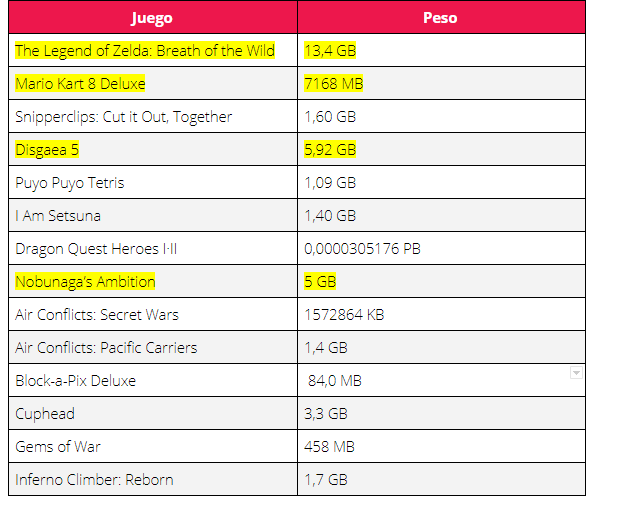 Juego Peso
The Legend of Zelda: Breath of the Wild 13,4 GB
Mario Kart 8 Deluxe 7168 MB
Snipperclips: Cut it Out, Together 1,60 GB
Disgaea 5 5,92 GB
Puyo Puyo Tetris 1,09 GB
I Am Setsuna 1,40 GB
Dragon Quest Heroes I·II 0,0000305176 PB
Nobunaga’s Ambition 5 GB
Air Conflicts: Secret Wars 1572864 KB
Air Conflicts: Pacific Carriers 1,4 GB
Block-a-Pix Deluxe 84,0 MB
Cuphead 3,3 GB
Gems of War 458 MB
Inferno Climber: Reborn 1,7 GB